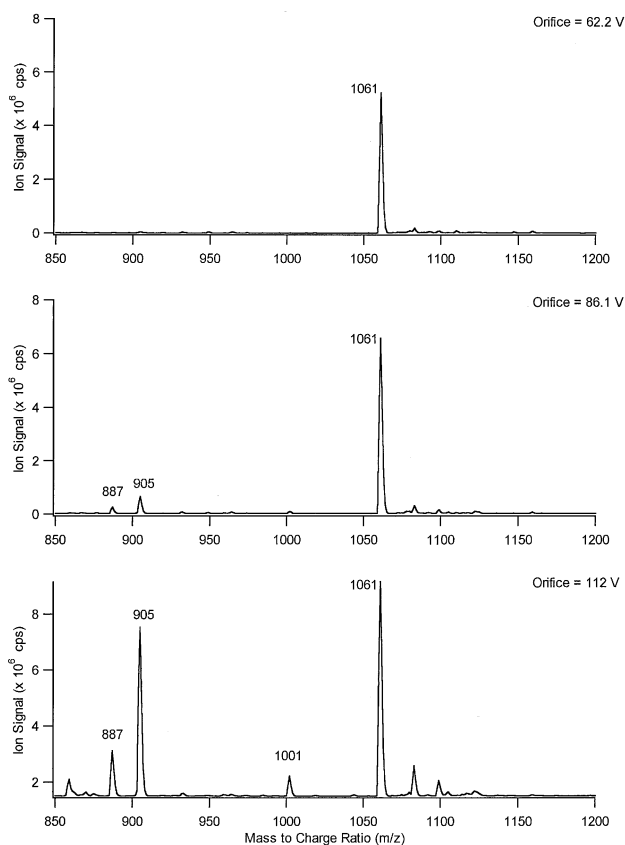 Orifice = 62.2 V
8
6
4
2
0
Ion Signal (x 10^6 cps)
1061
850 900 950 1000 1050 1100 1150 1200
Orifice = 86.1 V
8
6
4
2
0
Ion Signal (x 10^6 cps)
887 905 1061
850 900 950 1000 1050 1100 1150 1200
Orifice = 112 V
8
6
4
2
Ion Signal (x 10^6 cps)
887 905 1001 1061
850 900 950 1000 1050 1100 1150 1200
Mass to Charge Ratio (m/z)